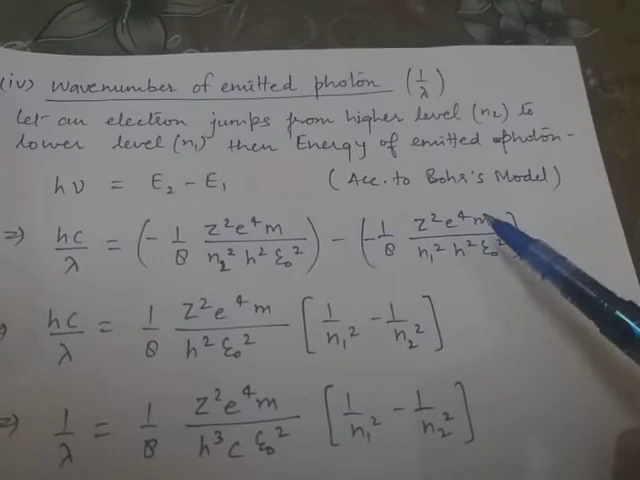 (iv) Wavenumber of emitted photon (1/λ)
Let an electron jumps from higher level (n₂) to
lower level (n₁) then Energy of emitted photon-
hν = E₂ - E₁ (Acc. to Bohr's Model)
⇒ hc/λ = (- 1/8 Z²e⁴m/n₂²h²ε₀²) - (- 1/8 Z²e⁴m/n₁²h²ε₀²)
⇒ hc/λ = 1/8 Z²e⁴m/h²ε₀² [1/n₁² - 1/n₂²]
⇒ 1/λ = 1/8 Z²e⁴m/h³cε₀² [1/n₁² - 1/n₂²]